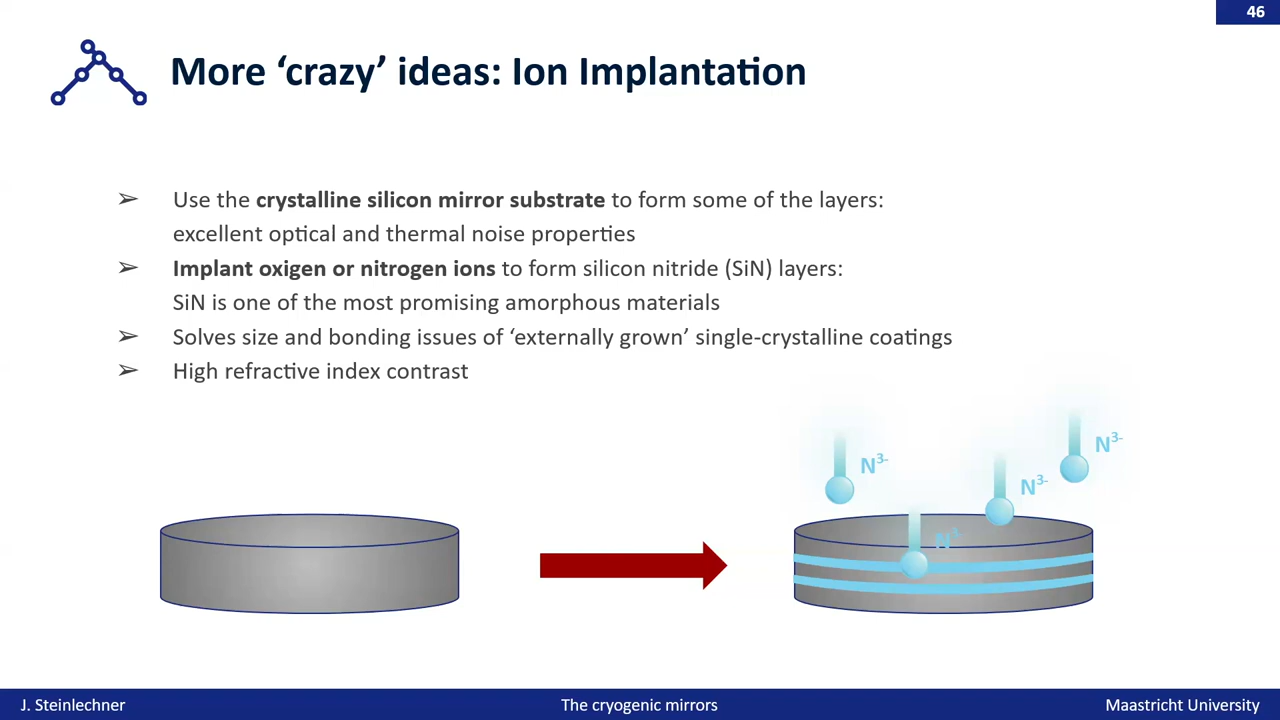 46
More ‘crazy’ ideas: Ion Implantation
➢ Use the crystalline silicon mirror substrate to form some of the layers:
excellent optical and thermal noise properties
➢ Implant oxigen or nitrogen ions to form silicon nitride (SiN) layers:
SiN is one of the most promising amorphous materials
➢ Solves size and bonding issues of ‘externally grown’ single-crystalline coatings
➢ High refractive index contrast
N³⁻
N³⁻
N³⁻
N³⁻
J. Steinlechner
The cryogenic mirrors
Maastricht University